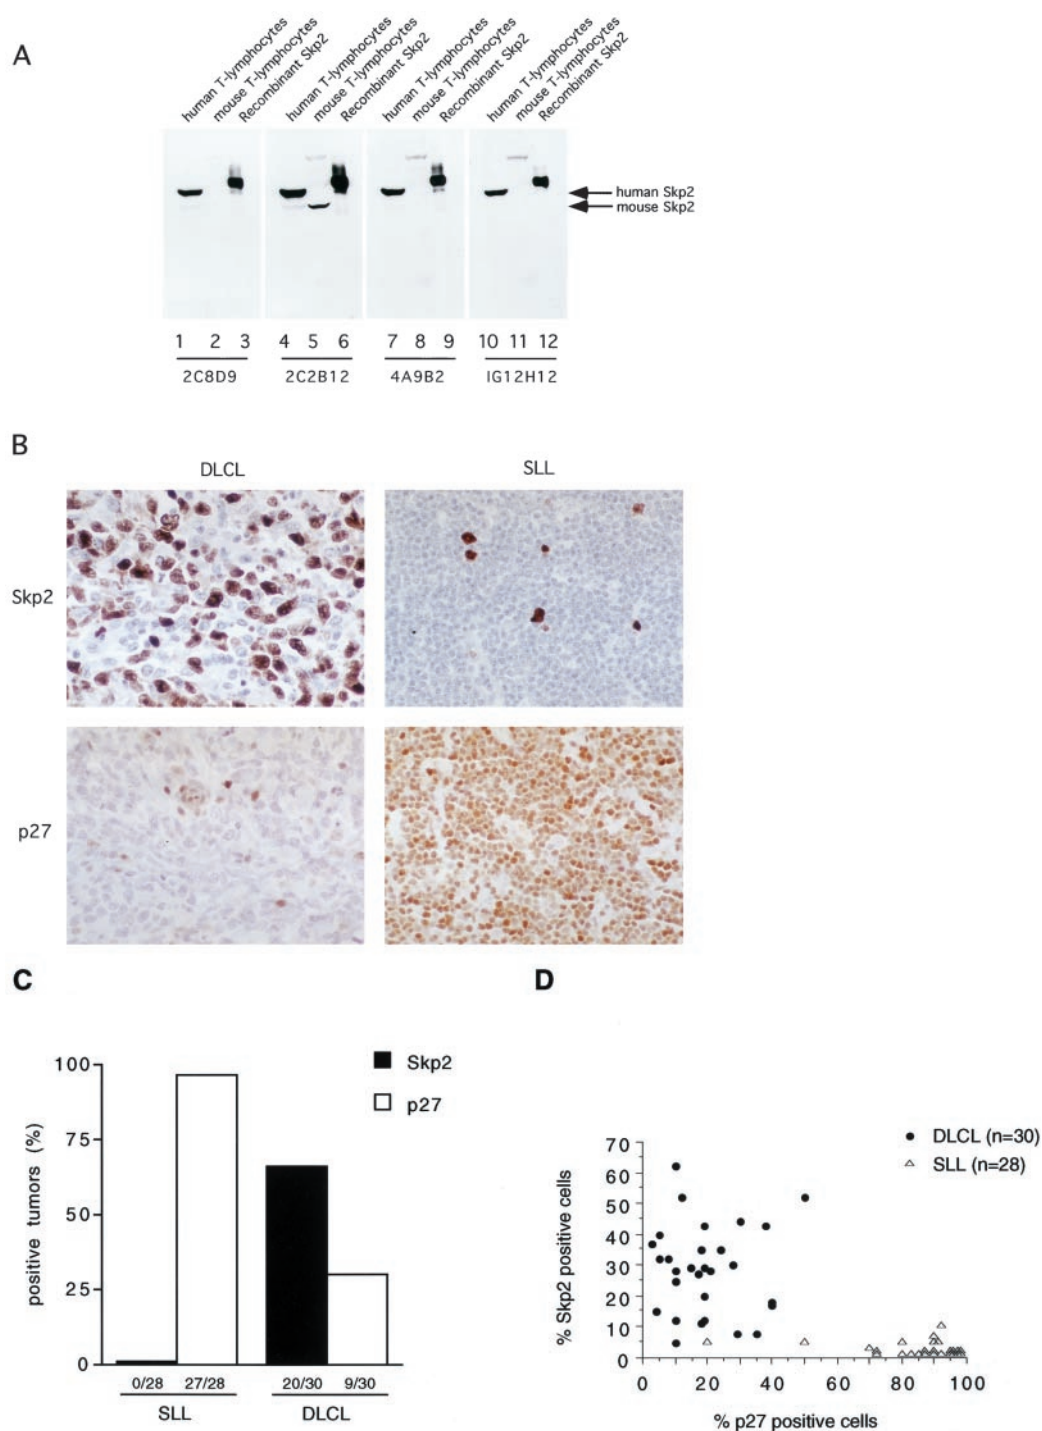 A
human T-lymphocytes
mouse T-lymphocytes
Recombinant Skp2
human T-lymphocytes
mouse T-lymphocytes
Recombinant Skp2
human T-lymphocytes
mouse T-lymphocytes
Recombinant Skp2
human T-lymphocytes
mouse T-lymphocytes
Recombinant Skp2
human Skp2
mouse Skp2
1 2 3 4 5 6 7 8 9 10 11 12
2C8D9 2C2B12 4A9B2 IG12H12
B
DLCL SLL
Skp2
p27
C
positive tumors (%)
100
75
50
25
0
Skp2
p27
0/28 27/28 20/30 9/30
SLL DLCL
D
% Skp2 positive cells
70
60
50
40
30
20
10
0
DLCL (n=30)
SLL (n=28)
0 20 40 60 80 100
% p27 positive cells